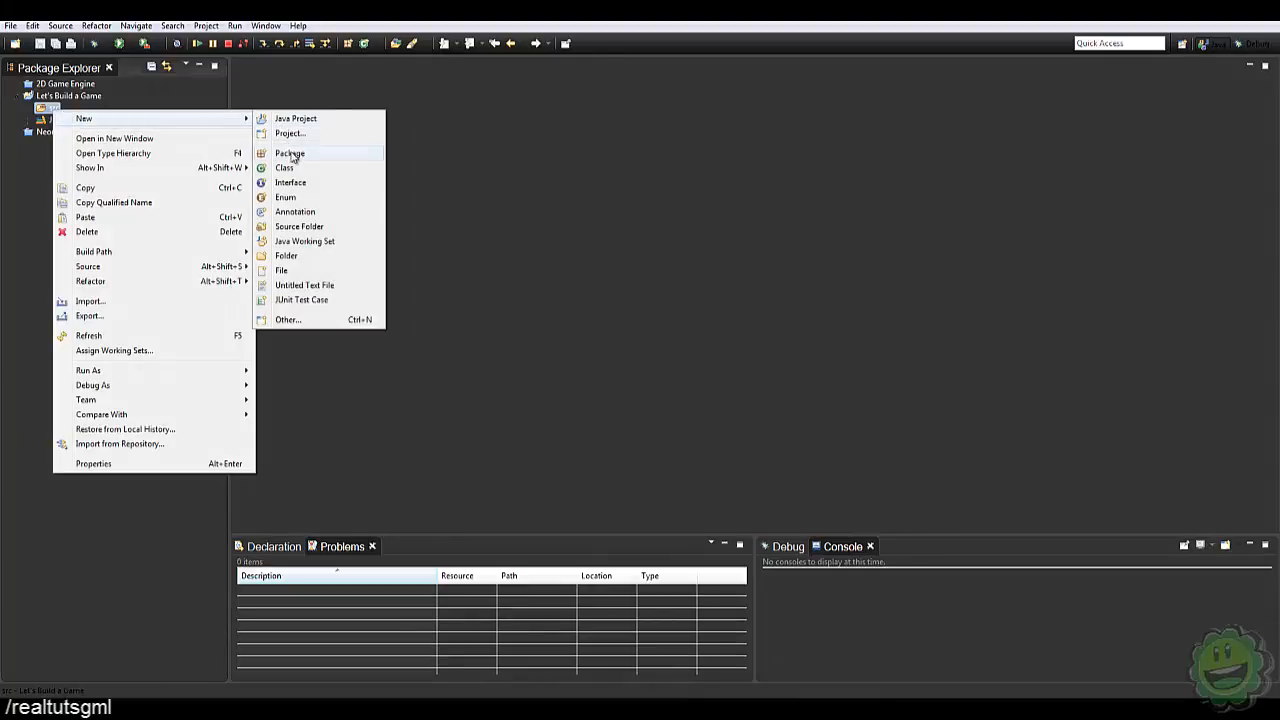 File Edit Source Refactor Navigate Search Project Run Window Help
Quick Access
Java
Debug
Package Explorer
2D Game Engine
Let's Build a Game
New
Open in New Window
Open Type Hierarchy F4
Show In Alt+Shift+W
Copy Ctrl+C
Copy Qualified Name
Paste Ctrl+V
Delete Delete
Build Path
Source Alt+Shift+S
Refactor Alt+Shift+T
Import...
Export...
Refresh F5
Assign Working Sets...
Run As
Debug As
Team
Compare With
Restore from Local History...
Import from Repository...
Properties Alt+Enter
Java Project
Project...
Package
Class
Interface
Enum
Annotation
Source Folder
Java Working Set
Folder
File
Untitled Text File
JUnit Test Case
Other... Ctrl+N
Declaration Problems
0 items
Description Resource Path Location Type
Debug Console
No consoles to display at this time.
src - Let's Build a Game
/realtutsgml